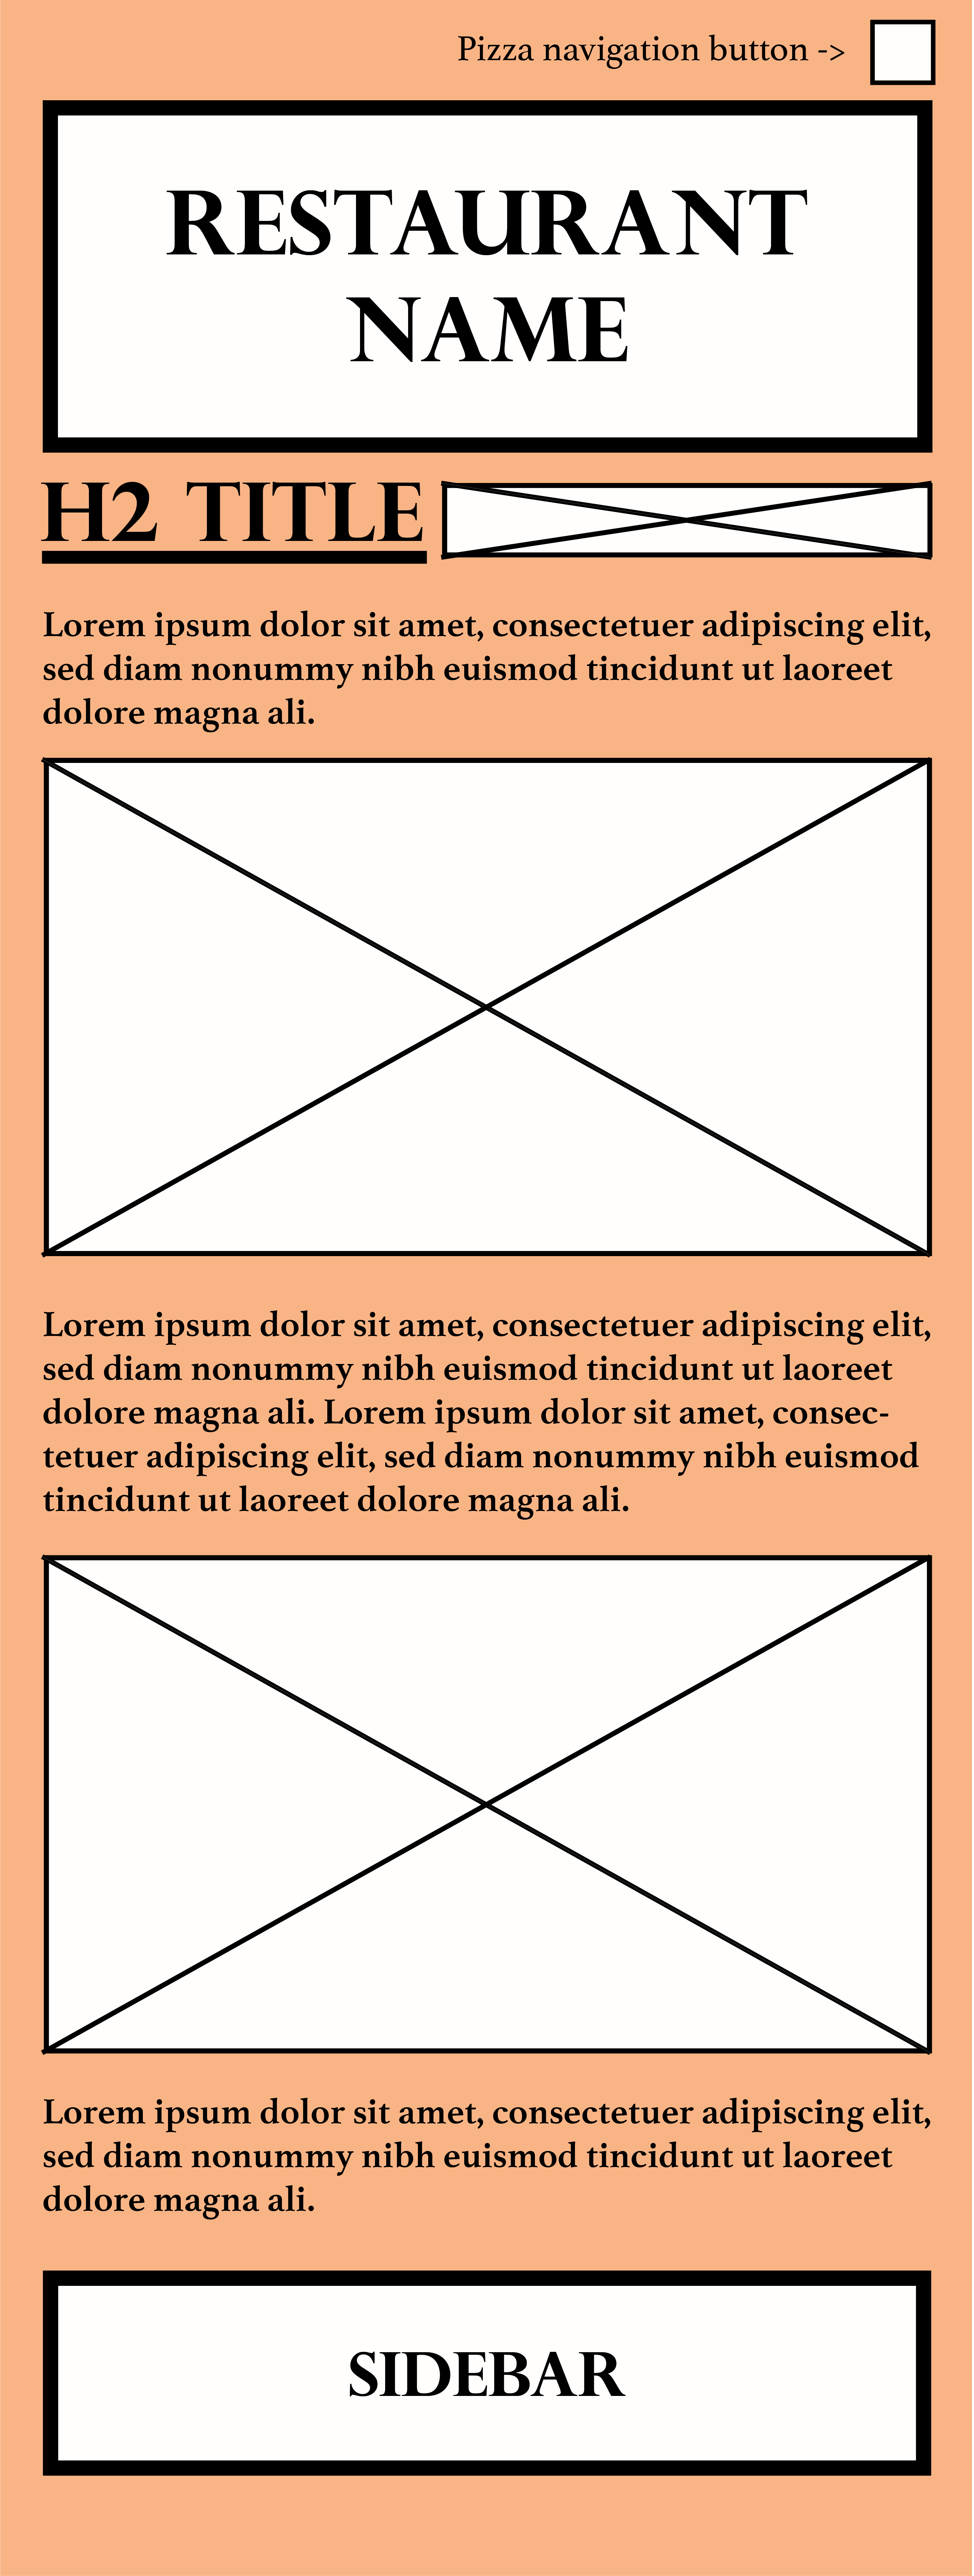 Pizza navigation button ->
RESTAURANT
NAME
H2 TITLE
Lorem ipsum dolor sit amet, consectetuer adipiscing elit,
sed diam nonummy nibh euismod tincidunt ut laoreet
dolore magna ali.
Lorem ipsum dolor sit amet, consectetuer adipiscing elit,
sed diam nonummy nibh euismod tincidunt ut laoreet
dolore magna ali. Lorem ipsum dolor sit amet, consec-
tetuer adipiscing elit, sed diam nonummy nibh euismod
tincidunt ut laoreet dolore magna ali.
Lorem ipsum dolor sit amet, consectetuer adipiscing elit,
sed diam nonummy nibh euismod tincidunt ut laoreet
dolore magna ali.
SIDEBAR